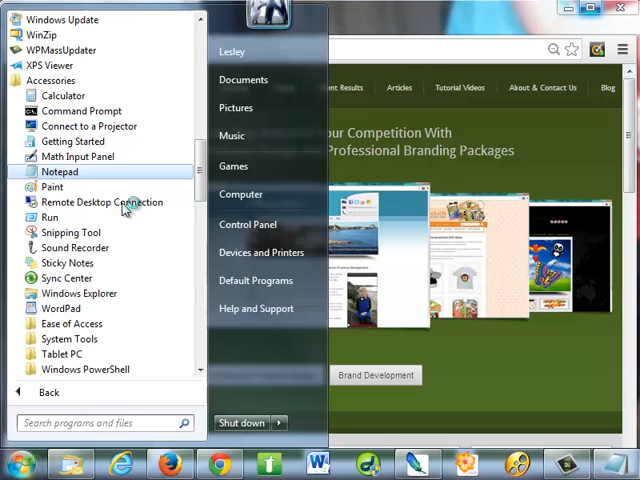 Windows Update
WinZip
WPMassUpdater
XPS Viewer
Accessories
Calculator
Command Prompt
Connect to a Projector
Getting Started
Math Input Panel
Notepad
Paint
Remote Desktop Connection
Run
Snipping Tool
Sound Recorder
Sticky Notes
Sync Center
Windows Explorer
WordPad
Ease of Access
System Tools
Tablet PC
Windows PowerShell
Back
Search programs and files
Lesley
Documents
Pictures
Music
Games
Computer
Control Panel
Devices and Printers
Default Programs
Help and Support
Shut down
Results
Articles
Tutorial Videos
About & Contact Us
Blog
Your Competition With
Professional Branding Packages
Brand Development